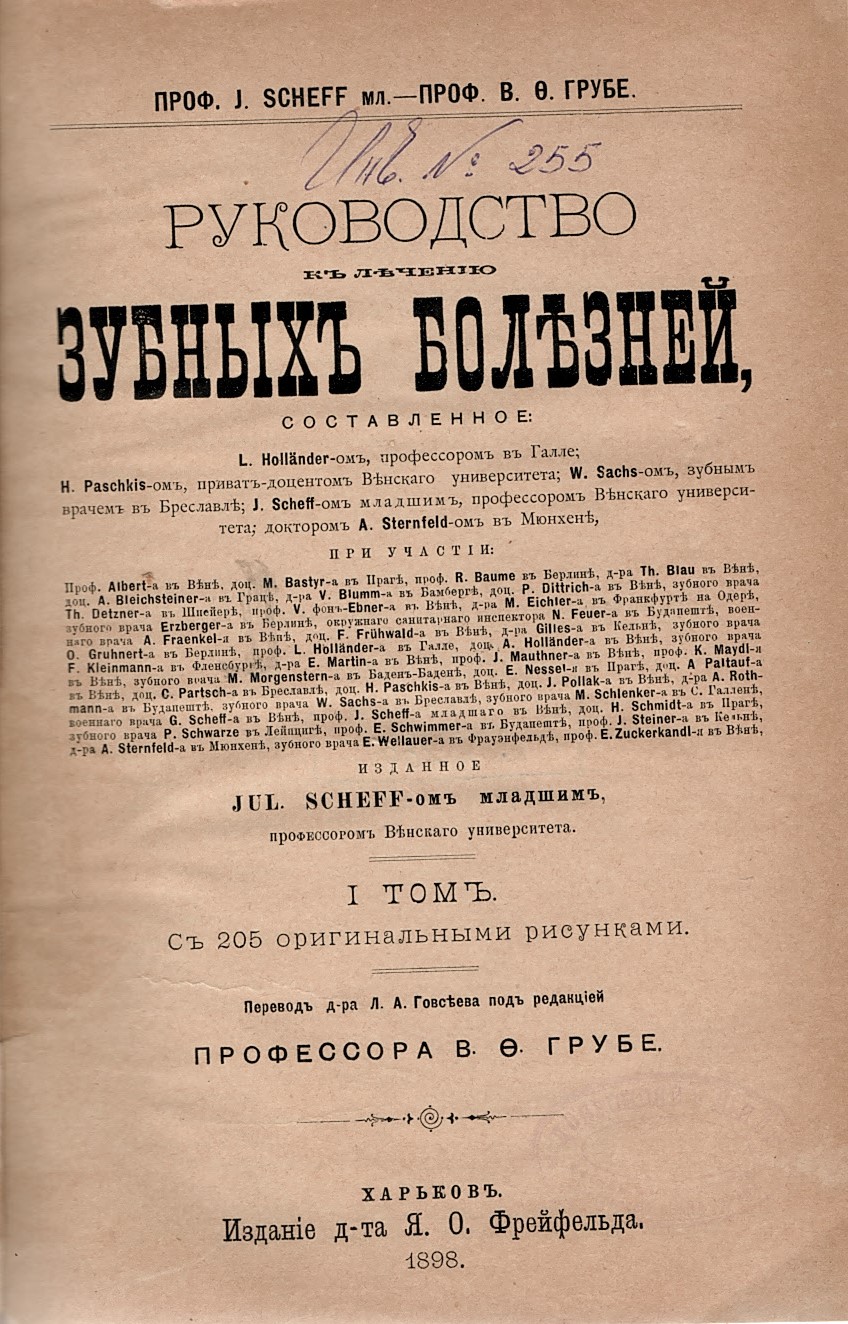 ПРОФ. J. SCHEFF мл.—ПРОФ. В. Ѳ. ГРУБЕ.
Инв. № 255
РУКОВОДСТВО
КЪ ЛѢЧЕНІЮ
ЗУБНЫХЪ БОЛѢЗНЕЙ,
СОСТАВЛЕННОЕ:
L. Holländer-омъ, профессоромъ въ Галле;
H. Paschkis-омъ, приватъ-доцентомъ Вѣнскаго университета; W. Sachs-омъ, зубнымъ
врачемъ въ Бреславлѣ; J. Scheff-омъ младшимъ, профессоромъ Вѣнскаго универси-
тета; докторомъ A. Sternfeld-омъ въ Мюнхенѣ,
ПРИ УЧАСТІИ:
Проф. Albert-а въ Вѣнѣ, доц. M. Bastyr-а въ Прагѣ, проф. R. Baume въ Берлинѣ, д-ра Th. Blau въ Вѣнѣ,
доц. A. Bleichsteiner-а въ Грацѣ, д-ра V. Blumm-а въ Бамбергѣ, доц. P. Dittrich-а въ Вѣнѣ, зубного врача
Th. Detzner-а въ Шпейерѣ, проф. V. фонъ-Ebner-а въ Вѣнѣ, д-ра M. Eichler-а въ Франкфуртѣ на Одерѣ,
зубного врача Erzberger-а въ Берлинѣ, окружнаго санитарнаго инспектора N. Feuer-а въ Будапештѣ, воен-
наго врача A. Fraenkel-я въ Вѣнѣ, доц. F. Frühwald-а въ Вѣнѣ, д-ра Gilles-а въ Кельнѣ, зубного врача
O. Gruhnert-а въ Берлинѣ, проф. L. Holländer-а въ Галле, доц. A. Holländer-а въ Вѣнѣ, зубного врача
F. Kleinmann-а въ Фленсбургѣ, д-ра E. Martin-а въ Вѣнѣ, проф. J. Mauthner-а въ Вѣнѣ, проф. K. Maydl-я
въ Вѣнѣ, зубного врача M. Morgenstern-а въ Баденъ-Баденѣ, доц. E. Nessel-я въ Прагѣ, доц. A Paltauf-а
въ Вѣнѣ, доц. C. Partsch-а въ Бреславлѣ, доц. H. Paschkis-а въ Вѣнѣ, доц. J. Pollak-а въ Вѣнѣ, д-ра A. Roth-
mann-а въ Будапештѣ, зубного врача W. Sachs-а въ Бреславлѣ, зубного врача M. Schlenker-а въ С. Галленѣ,
военнаго врача G. Scheff-а въ Вѣнѣ, проф. J. Scheff-а младшаго въ Вѣнѣ, доц. H. Schmidt-а въ Прагѣ,
зубного врача P. Schwarze въ Лейпцигѣ, проф. E. Schwimmer-а въ Будапештѣ, проф. J. Steiner-а въ Кельнѣ,
д-ра A. Sternfeld-а въ Мюнхенѣ, зубного врача E. Wellauer-а въ Фрауэнфельдѣ, проф. E. Zuckerkandl-я въ Вѣнѣ,
ИЗДАННОЕ
JUL. SCHEFF-омъ младшимъ,
профессоромъ Вѣнскаго университета.
I ТОМЪ.
Съ 205 оригинальными рисунками.
Переводъ д-ра Л. А. Говсѣева подъ редакціей
ПРОФЕССОРА В. Ѳ. ГРУБЕ.
ХАРЬКОВЪ.
Изданіе д-та Я. О. Фрейфельда.
1898.